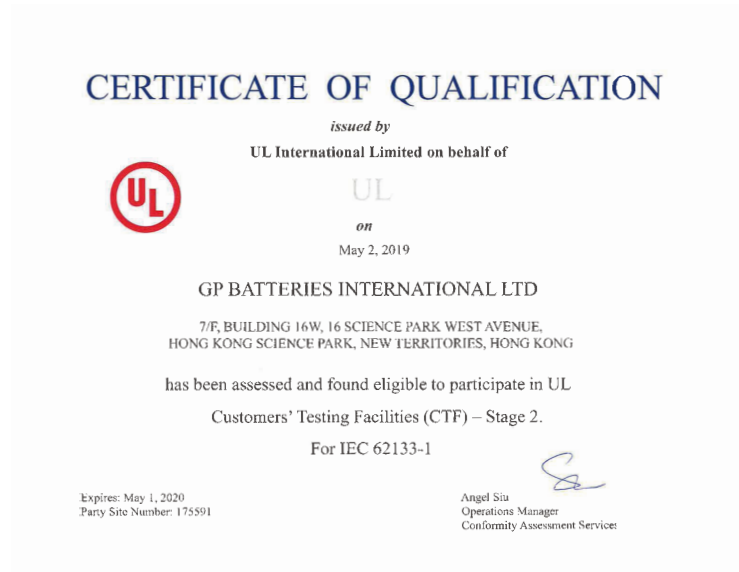 CERTIFICATE OF QUALIFICATION
issued by
UL International Limited on behalf of
UL
UL
on
May 2, 2019
GP BATTERIES INTERNATIONAL LTD
7/F, BUILDING 16W, 16 SCIENCE PARK WEST AVENUE,
HONG KONG SCIENCE PARK, NEW TERRITORIES, HONG KONG
has been assessed and found eligible to participate in UL
Customers' Testing Facilities (CTF) – Stage 2.
For IEC 62133-1
Expires: May 1, 2020
Party Site Number: 175591
Angel Siu
Operations Manager
Conformity Assessment Services